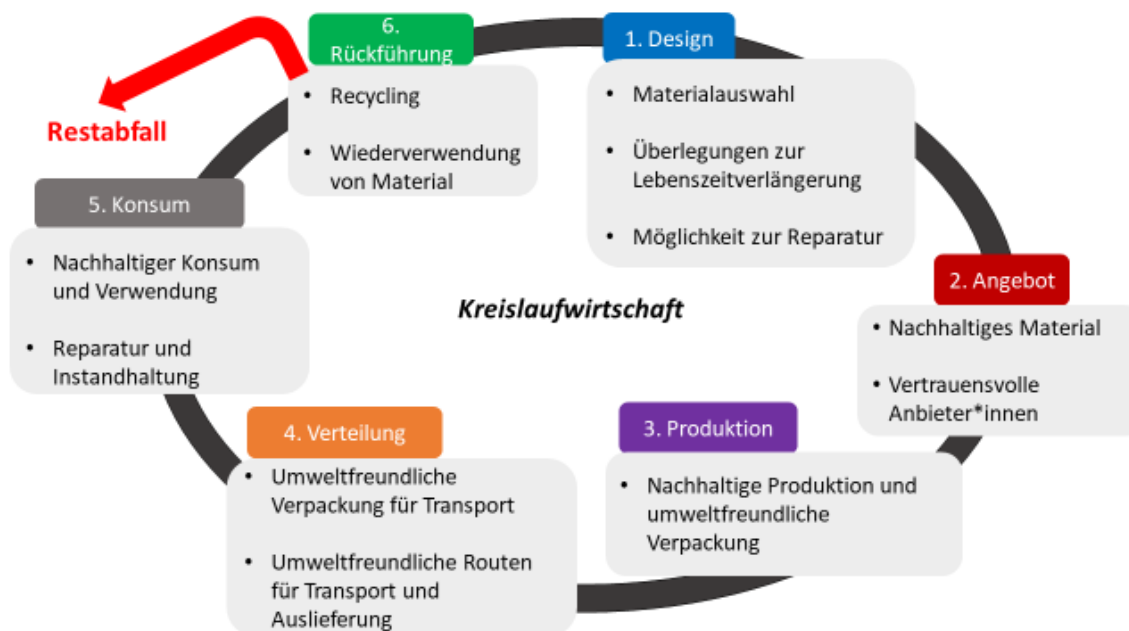 6.
Rückführung
• Recycling
• Wiederverwendung
von Material
Restabfall
1. Design
• Materialauswahl
• Überlegungen zur
Lebenszeitverlängerung
• Möglichkeit zur Reparatur
2. Angebot
• Nachhaltiges Material
• Vertrauensvolle
Anbieter*innen
3. Produktion
• Nachhaltige Produktion und
umweltfreundliche
Verpackung
4. Verteilung
• Umweltfreundliche
Verpackung für Transport
• Umweltfreundliche Routen
für Transport und
Auslieferung
5. Konsum
• Nachhaltiger Konsum
und Verwendung
• Reparatur und
Instandhaltung
Kreislaufwirtschaft